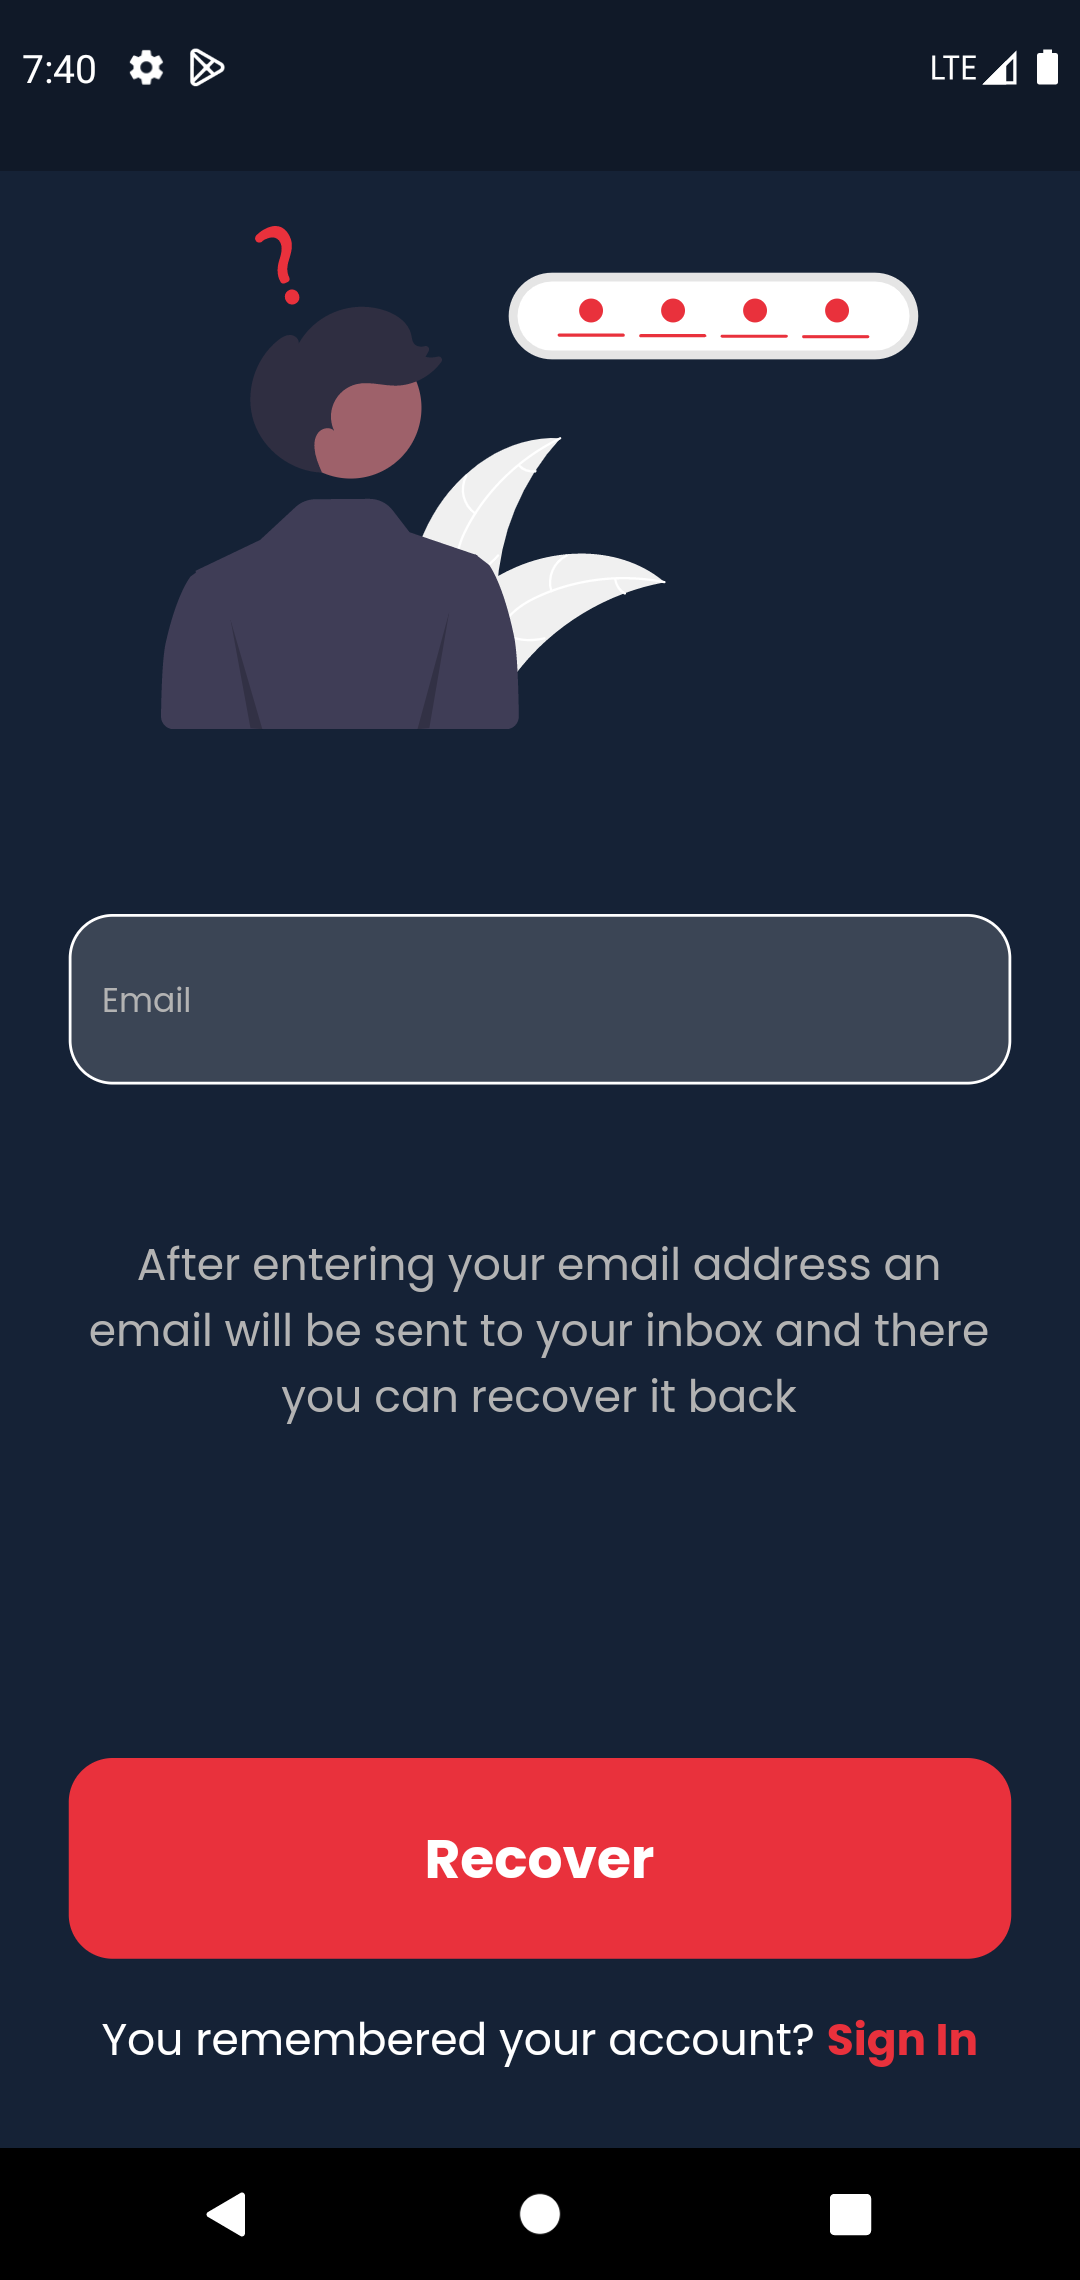 7:40 LTE
Email
After entering your email address an
email will be sent to your inbox and there
you can recover it back
Recover
You remembered your account? Sign In